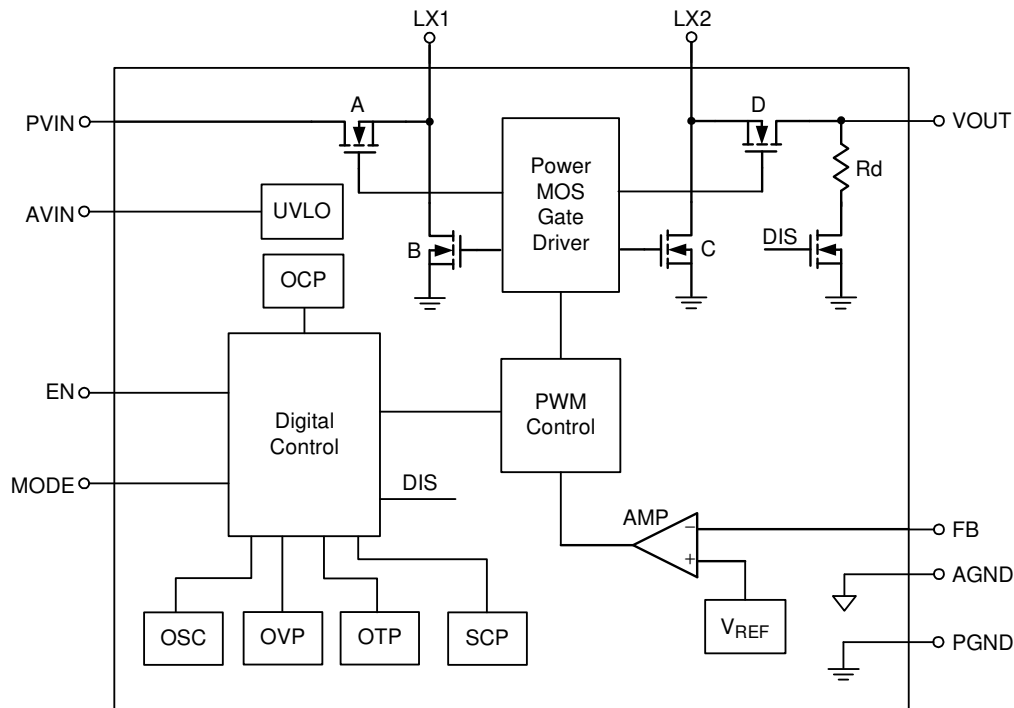 LX1
LX2
PVIN
A
D
VOUT
Power
MOS
Gate
Driver
Rd
AVIN
UVLO
B
C
DIS
OCP
EN
Digital
Control
PWM
Control
MODE
DIS
AMP
−
+
FB
AGND
VREF
PGND
OSC
OVP
OTP
SCP